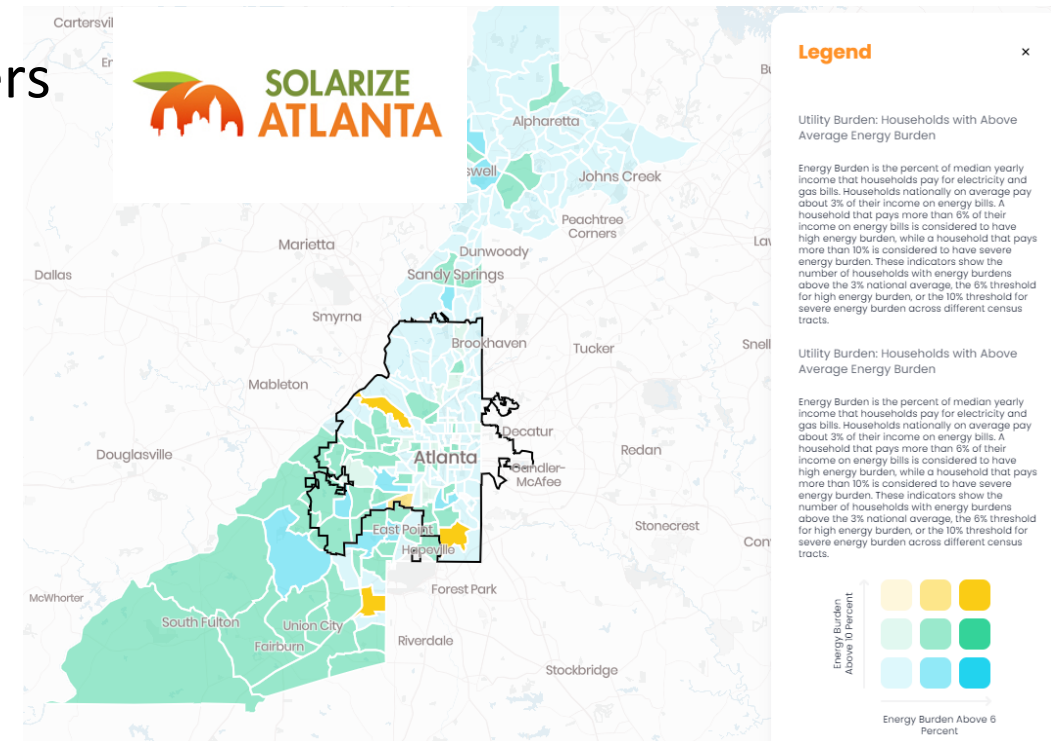 ers
SOLARIZE
ATLANTA
Cartersvil
Alpharetta
swell
Johns Creek
Peachtree
Corners
Marietta
Dunwoody
Dallas
Sandy Springs
Smyrna
Brookhaven
Tucker
Snell
Mableton
Decatur
Douglasville
Atlanta
Redan
Candler-
McAfee
East Point
Stonecrest
Hapeville
Con
McWhorter
Forest Park
South Fulton
Union City
Fairburn
Riverdale
Stockbridge
Legend
×
Utility Burden: Households with Above
Average Energy Burden
Energy Burden is the percent of median yearly
income that households pay for electricity and
gas bills. Households nationally on average pay
about 3% of their income on energy bills. A
household that pays more than 6% of their
income on energy bills is considered to have
high energy burden, while a household that pays
more than 10% is considered to have severe
energy burden. These indicators show the
number of households with energy burdens
above the 3% national average, the 6% threshold
for high energy burden, or the 10% threshold for
severe energy burden across different census
tracts.
Utility Burden: Households with Above
Average Energy Burden
Energy Burden is the percent of median yearly
income that households pay for electricity and
gas bills. Households nationally on average pay
about 3% of their income on energy bills. A
household that pays more than 6% of their
income on energy bills is considered to have
high energy burden, while a household that pays
more than 10% is considered to have severe
energy burden. These indicators show the
number of households with energy burdens
above the 3% national average, the 6% threshold
for high energy burden, or the 10% threshold for
severe energy burden across different census
tracts.
Energy Burden
Above 10 Percent
Energy Burden Above 6
Percent